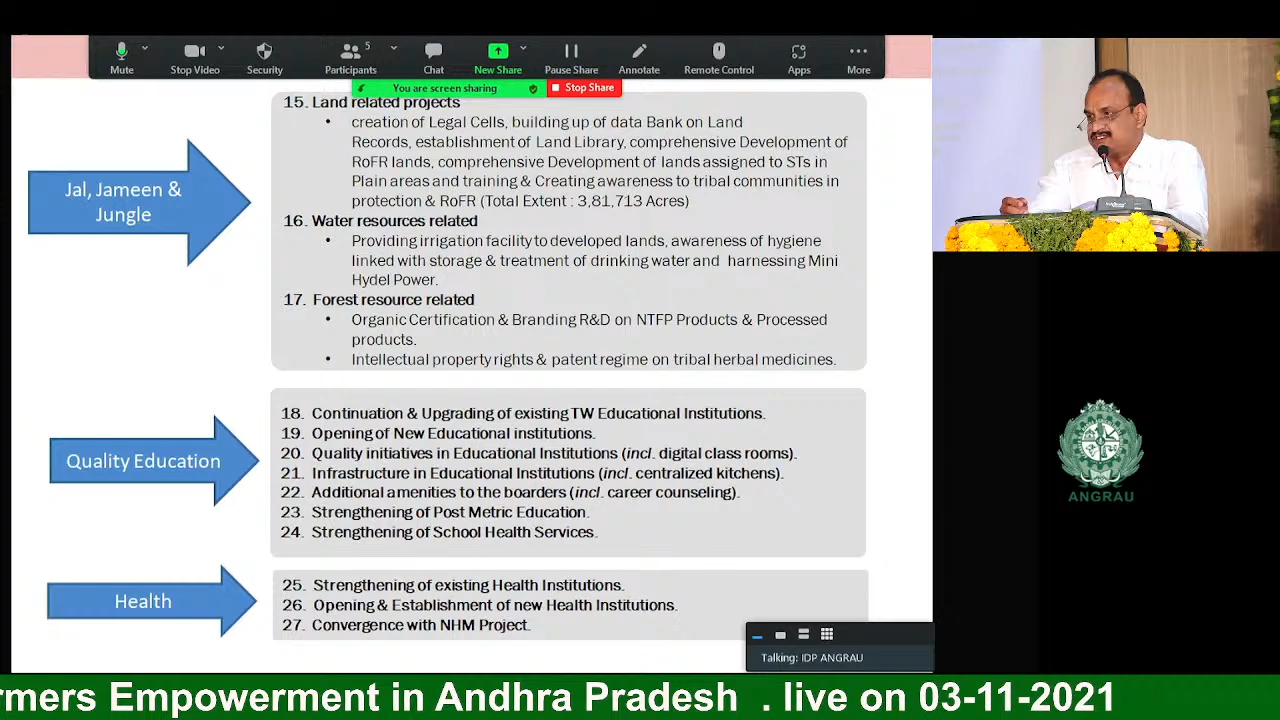 Mute
Stop Video
Security
Participants
5
Chat
New Share
Pause Share
Annotate
Remote Control
Apps
More
You are screen sharing
Stop Share
Jal, Jameen &
Jungle
15. Land related projects
• creation of Legal Cells, building up of data Bank on Land
Records, establishment of Land Library, comprehensive Development of
RoFR lands, comprehensive Development of lands assigned to STs in
Plain areas and training & Creating awareness to tribal communities in
protection & RoFR (Total Extent : 3,81,713 Acres)
16. Water resources related
• Providing irrigation facility to developed lands, awareness of hygiene
linked with storage & treatment of drinking water and harnessing Mini
Hydel Power.
17. Forest resource related
• Organic Certification & Branding R&D on NTFP Products & Processed
products.
• Intellectual property rights & patent regime on tribal herbal medicines.
Quality Education
18. Continuation & Upgrading of existing TW Educational Institutions.
19. Opening of New Educational institutions.
20. Quality initiatives in Educational Institutions (incl. digital class rooms).
21. Infrastructure in Educational Institutions (incl. centralized kitchens).
22. Additional amenities to the boarders (incl. career counseling).
23. Strengthening of Post Metric Education.
24. Strengthening of School Health Services.
Health
25. Strengthening of existing Health Institutions.
26. Opening & Establishment of new Health Institutions.
27. Convergence with NHM Project.
Talking: IDP ANGRAU
ANGRAU
rmers Empowerment in Andhra Pradesh . live on 03-11-2021